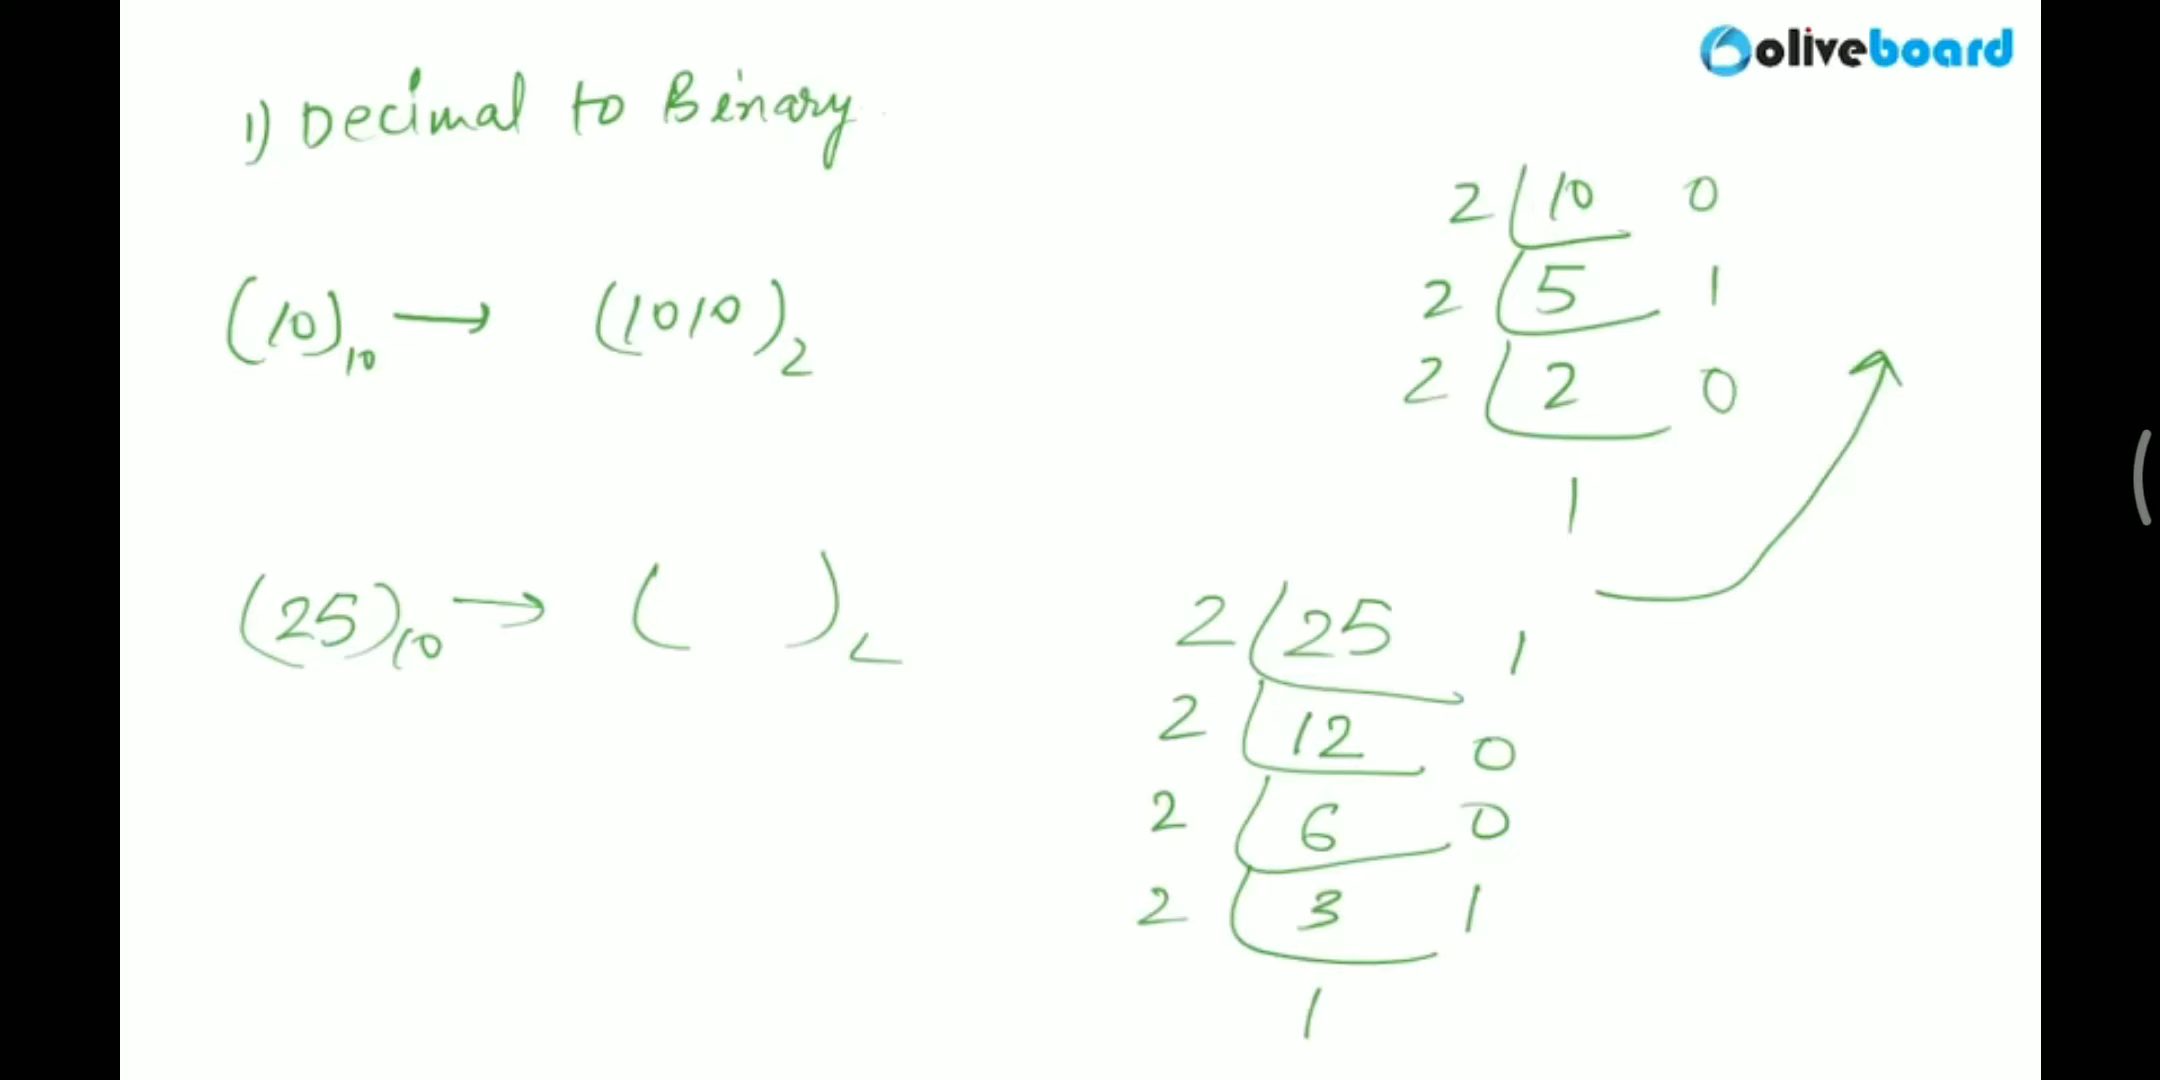 oliveboard
1) Decimal to Binary
(10)10 → (1010)2
2 10 0
2 5 1
2 2 0
1
(25)10 → ( )2
2 25 1
2 12 0
2 6 0
2 3 1
1